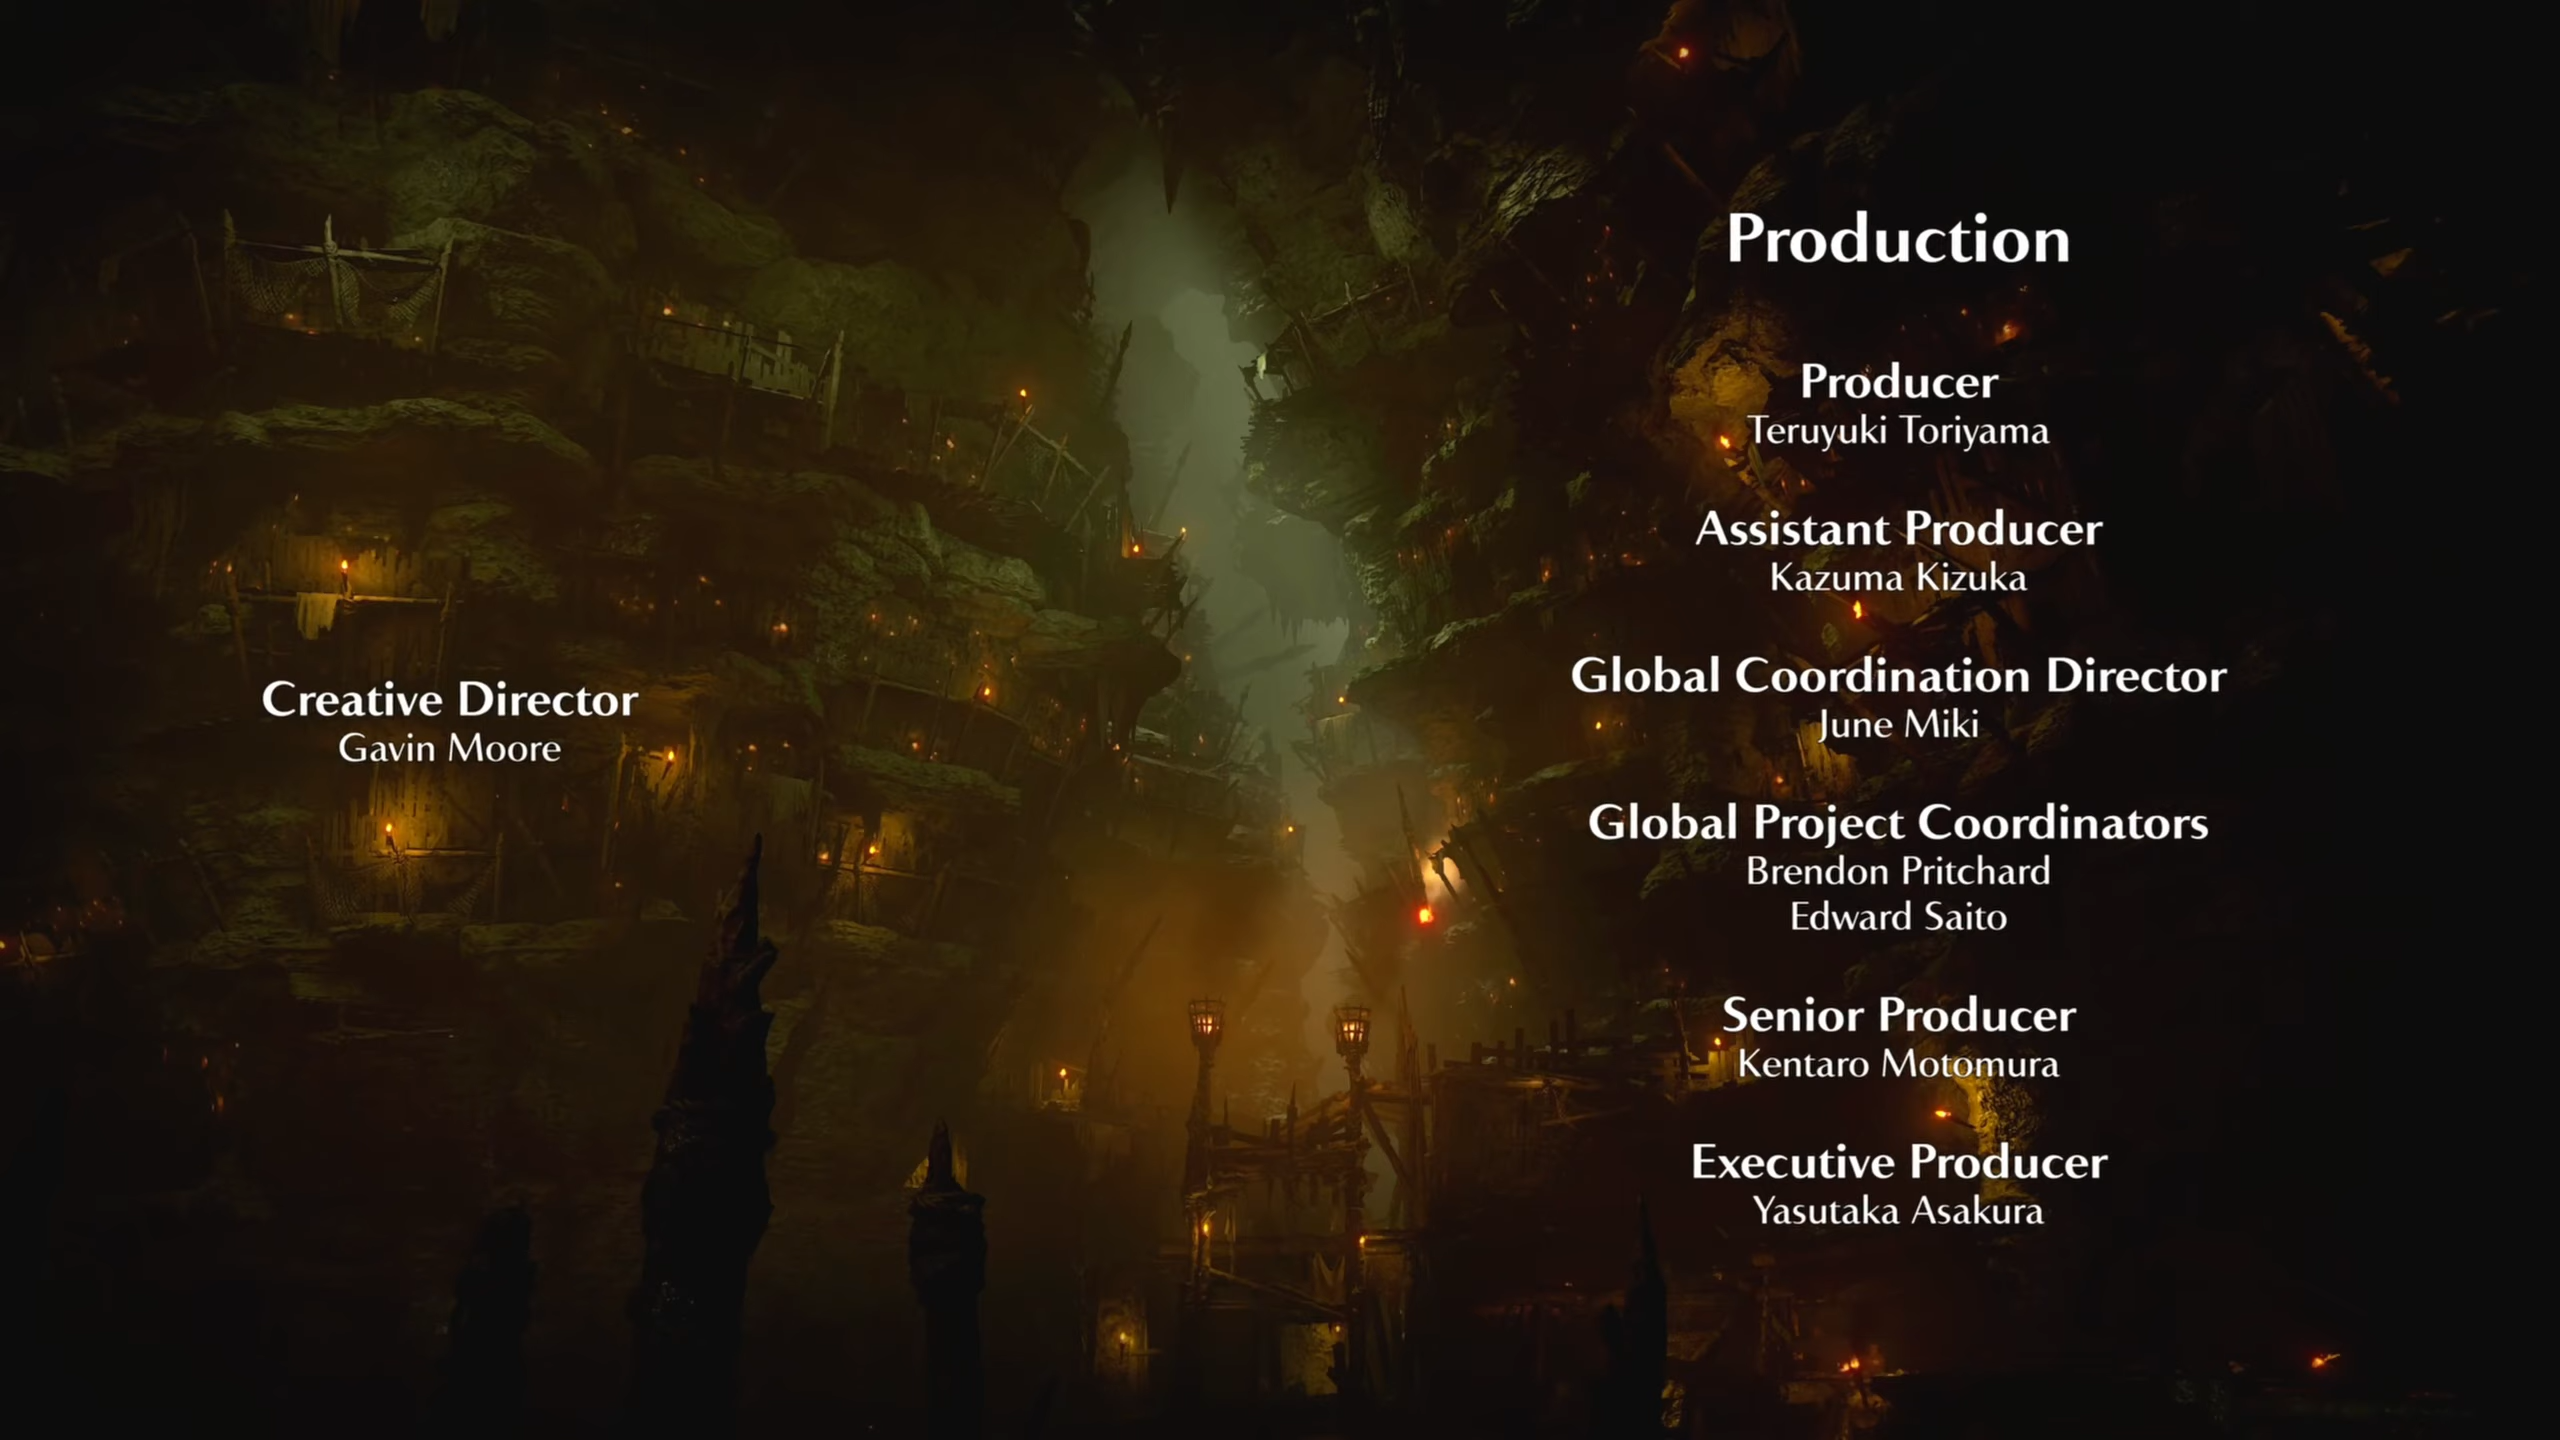 Creative Director
Gavin Moore
Production
Producer
Teruyuki Toriyama
Assistant Producer
Kazuma Kizuka
Global Coordination Director
June Miki
Global Project Coordinators
Brendon Pritchard
Edward Saito
Senior Producer
Kentaro Motomura
Executive Producer
Yasutaka Asakura